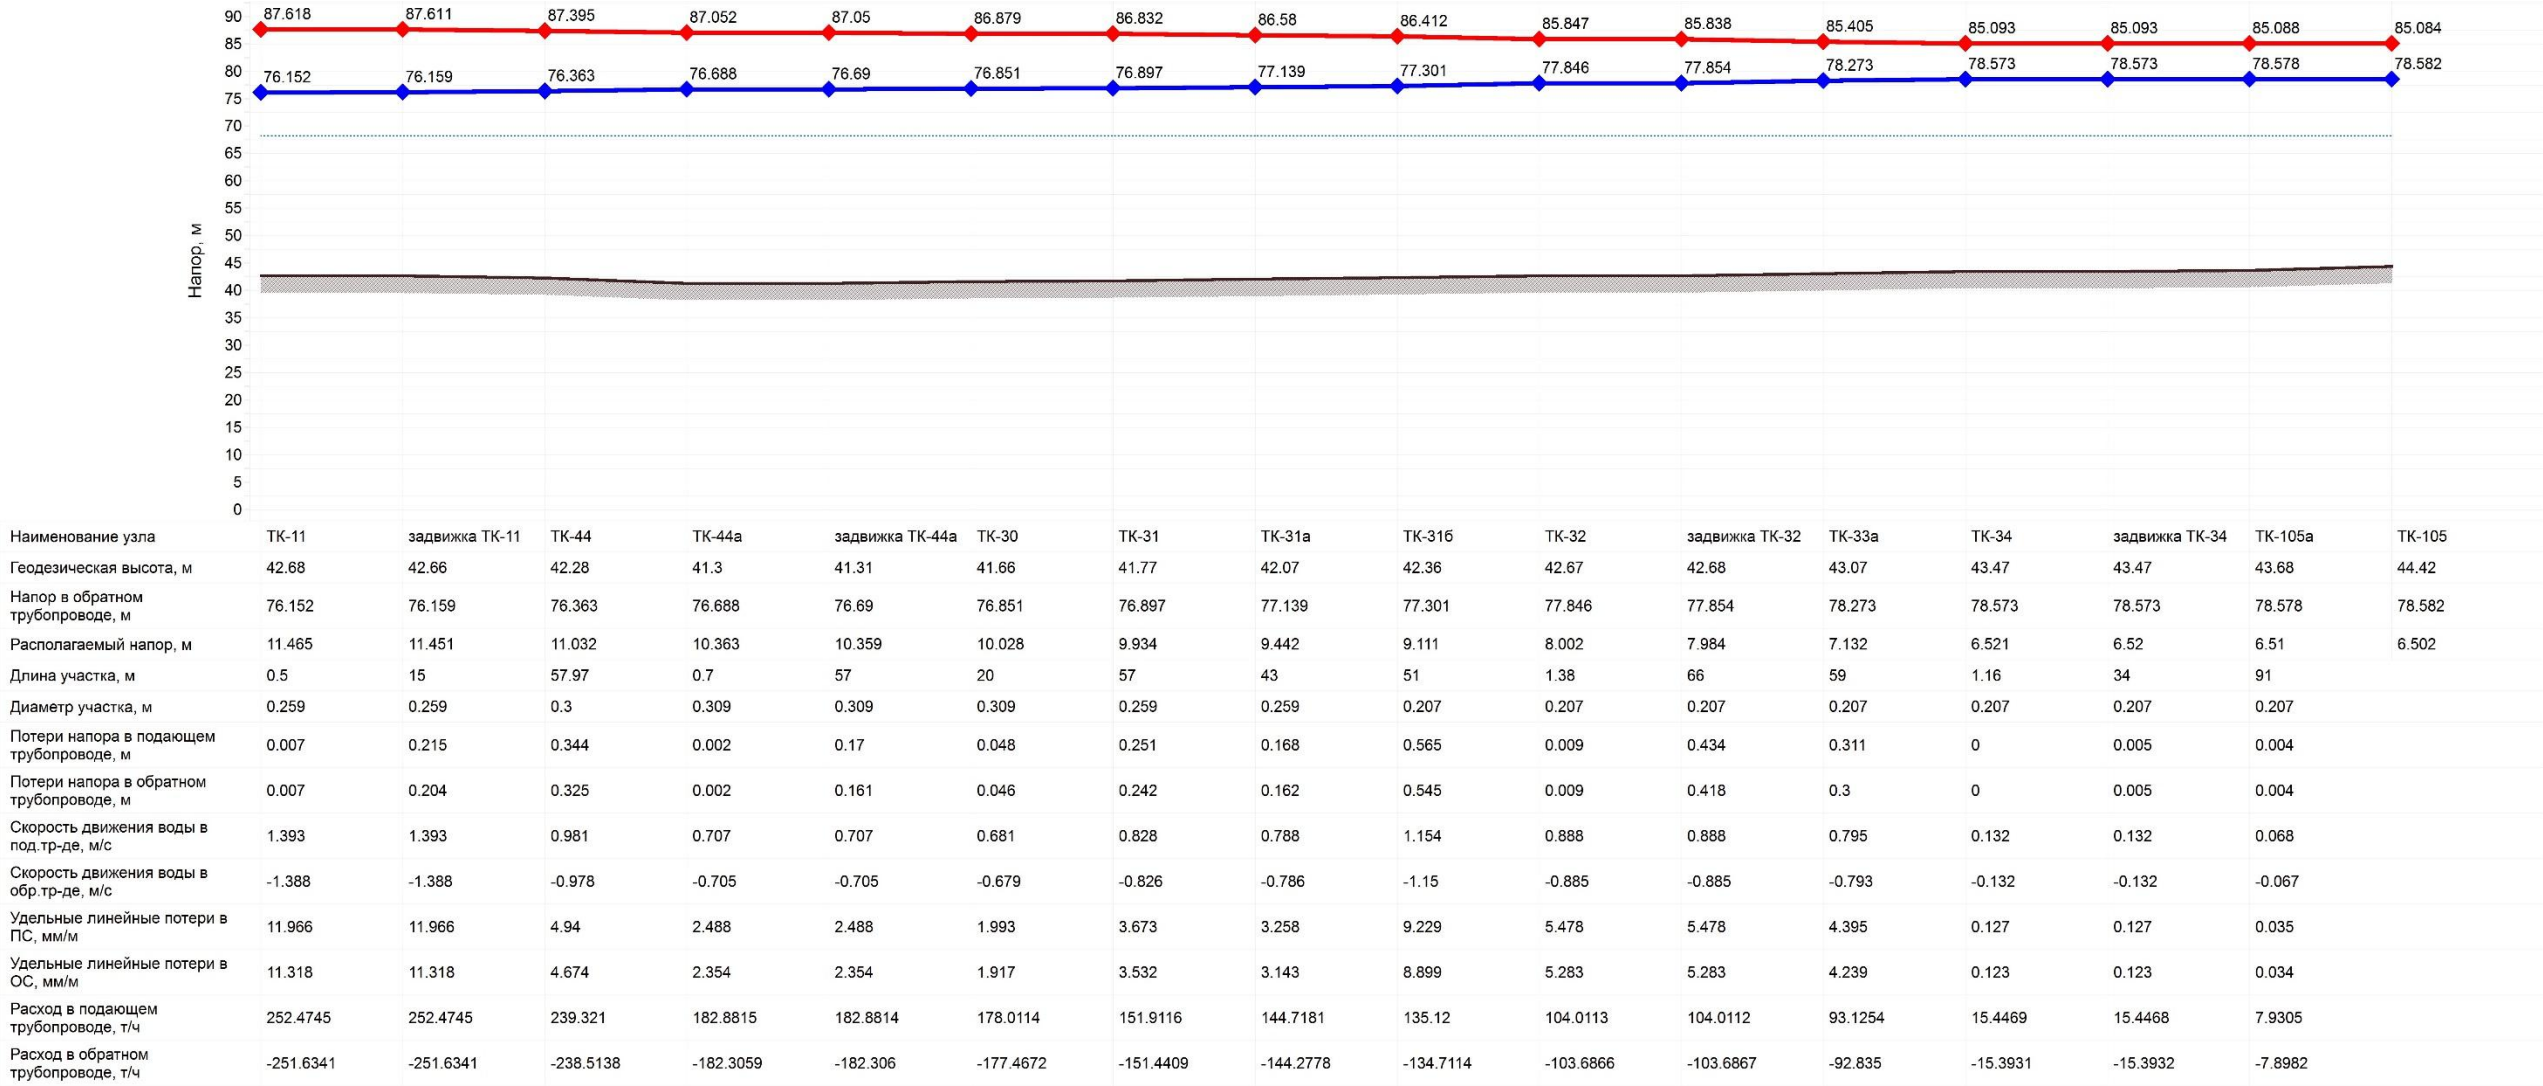 90
87.618 87.611 87.395 87.052 87.05 86.879 86.832 86.58 86.412 85.847 85.838 85.405 85.093 85.093 85.088 85.084
85
80
76.152 76.159 76.363 76.688 76.69 76.851 76.897 77.139 77.301 77.846 77.854 78.273 78.573 78.573 78.578 78.582
75
70
65
60
55
50
45
40
35
30
25
20
15
10
5
0
Напор, м
Наименование узла ТК-11 задвижка ТК-11 ТК-44 ТК-44а задвижка ТК-44а ТК-30 ТК-31 ТК-31а ТК-31б ТК-32 задвижка ТК-32 ТК-33а ТК-34 задвижка ТК-34 ТК-105а ТК-105
Геодезическая высота, м 42.68 42.66 42.28 41.3 41.31 41.66 41.77 42.07 42.36 42.67 42.68 43.07 43.47 43.47 43.68 44.42
Напор в обратном
трубопроводе, м 76.152 76.159 76.363 76.688 76.69 76.851 76.897 77.139 77.301 77.846 77.854 78.273 78.573 78.573 78.578 78.582
Располагаемый напор, м 11.465 11.451 11.032 10.363 10.359 10.028 9.934 9.442 9.111 8.002 7.984 7.132 6.521 6.52 6.51 6.502
Длина участка, м 0.5 15 57.97 0.7 57 20 57 43 51 1.38 66 59 1.16 34 91
Диаметр участка, м 0.259 0.259 0.3 0.309 0.309 0.309 0.259 0.259 0.207 0.207 0.207 0.207 0.207 0.207 0.207
Потери напора в подающем
трубопроводе, м 0.007 0.215 0.344 0.002 0.17 0.048 0.251 0.168 0.565 0.009 0.434 0.311 0 0.005 0.004
Потери напора в обратном
трубопроводе, м 0.007 0.204 0.325 0.002 0.161 0.046 0.242 0.162 0.545 0.009 0.418 0.3 0 0.005 0.004
Скорость движения воды в
под.тр-де, м/с 1.393 1.393 0.981 0.707 0.707 0.681 0.828 0.788 1.154 0.888 0.888 0.795 0.132 0.132 0.068
Скорость движения воды в
обр.тр-де, м/с -1.388 -1.388 -0.978 -0.705 -0.705 -0.679 -0.826 -0.786 -1.15 -0.885 -0.885 -0.793 -0.132 -0.132 -0.067
Удельные линейные потери в
ПС, мм/м 11.966 11.966 4.94 2.488 2.488 1.993 3.673 3.258 9.229 5.478 5.478 4.395 0.127 0.127 0.035
Удельные линейные потери в
ОС, мм/м 11.318 11.318 4.674 2.354 2.354 1.917 3.532 3.143 8.899 5.283 5.283 4.239 0.123 0.123 0.034
Расход в подающем
трубопроводе, т/ч 252.4745 252.4745 239.321 182.8815 182.8814 178.0114 151.9116 144.7181 135.12 104.0113 104.0112 93.1254 15.4469 15.4468 7.9305
Расход в обратном
трубопроводе, т/ч -251.6341 -251.6341 -238.5138 -182.3059 -182.306 -177.4672 -151.4409 -144.2778 -134.7114 -103.6866 -103.6867 -92.835 -15.3931 -15.3932 -7.8982